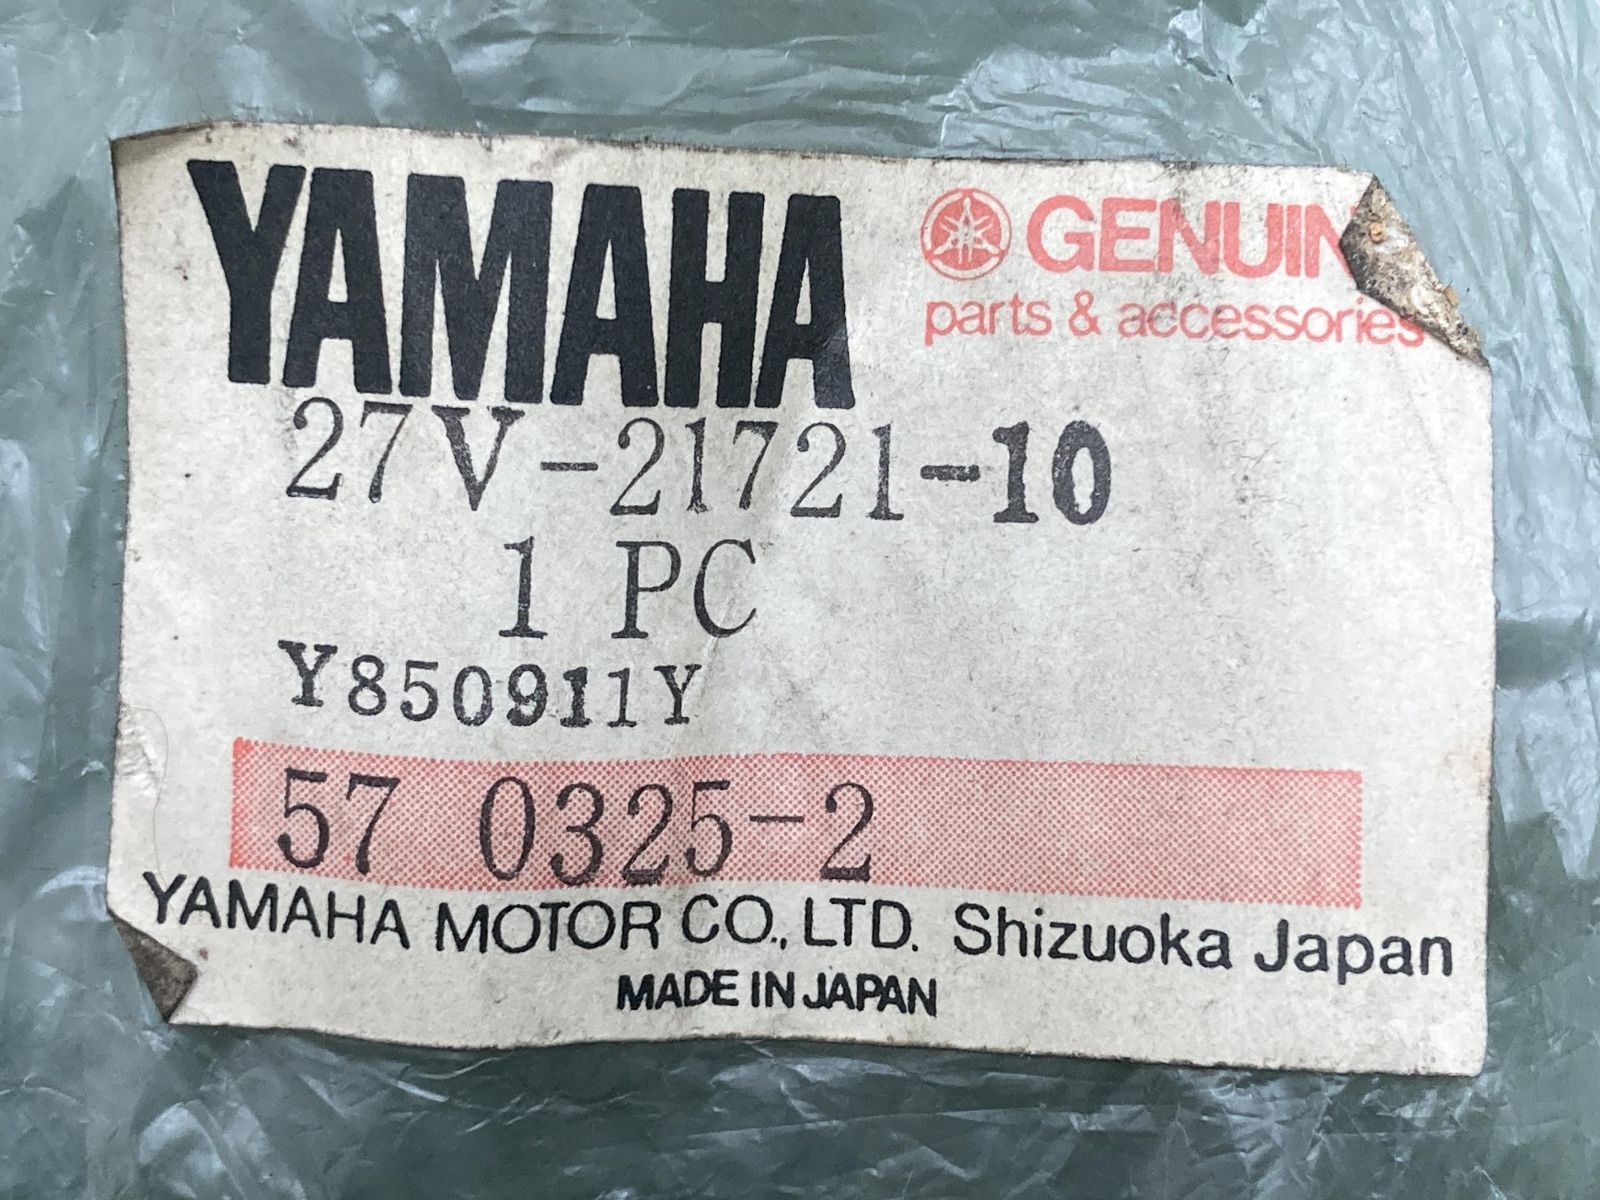 YAMAHA
GENUIN
parts & accessories
27V-21721-10
1 PC
Y850911Y
57 0325-2
YAMAHA MOTOR CO., LTD. Shizuoka Japan
MADE IN JAPAN